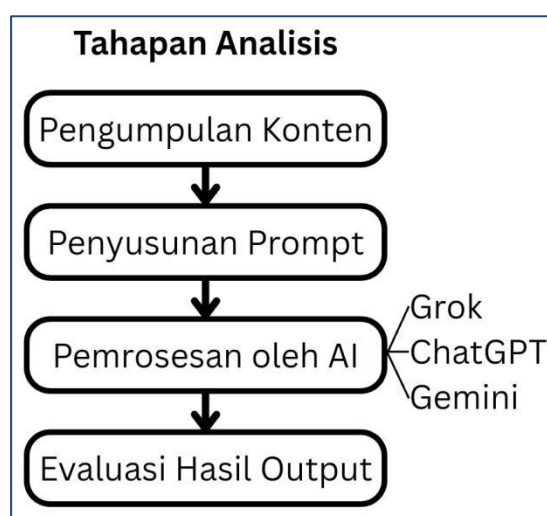 Tahapan Analisis
Pengumpulan Konten
Penyusunan Prompt
Pemrosesan oleh AI
Grok
ChatGPT
Gemini
Evaluasi Hasil Output